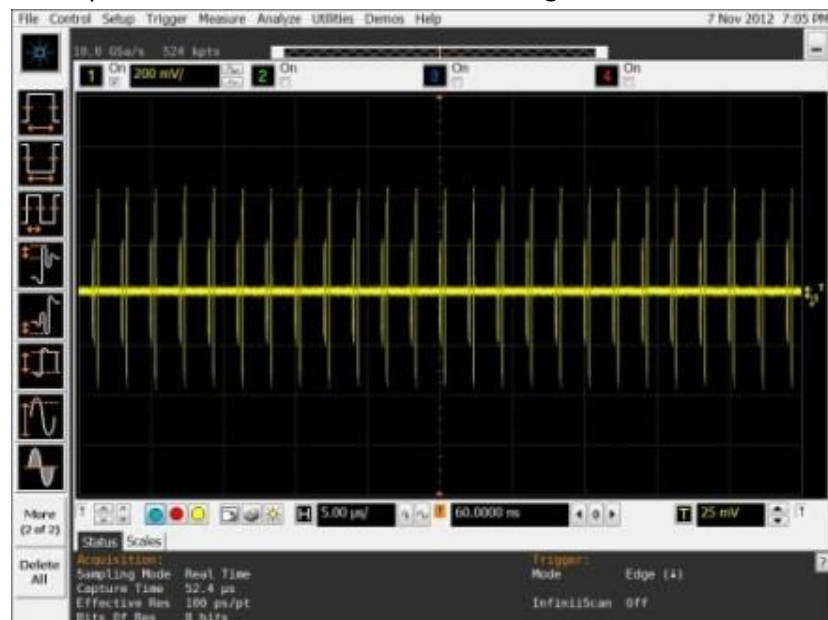 File Control Setup Trigger Measure Analyze Utilities Demos Help 7 Nov 2012 7:05 PM
10.0 GSa/s 524 kpts
1 On 200 mV/ 2 On 3 On 4 On
More
(2 of 2)
Delete
All
T H 5.00 µs/ 60.0000 ns 0 T 25 mV
Status Scales
Acquisition: Trigger:
Sampling Mode Real Time Mode Edge (↓)
Capture Time 52.4 µs
Effective Res 100 ps/pt InfiniiScan Off
Bits Of Res 8 bits